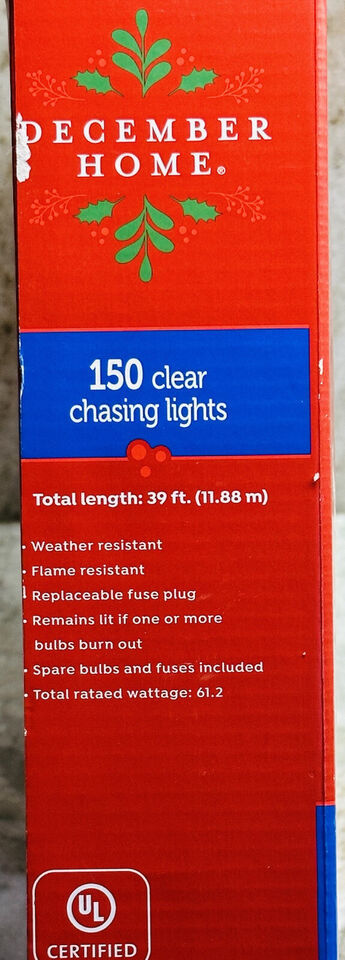 DECEMBER
HOME®
150 clear
chasing lights
Total length: 39 ft. (11.88 m)
• Weather resistant
• Flame resistant
Replaceable fuse plug
• Remains lit if one or more
bulbs burn out
• Spare bulbs and fuses included
• Total rataed wattage: 61.2
UL
CERTIFIED